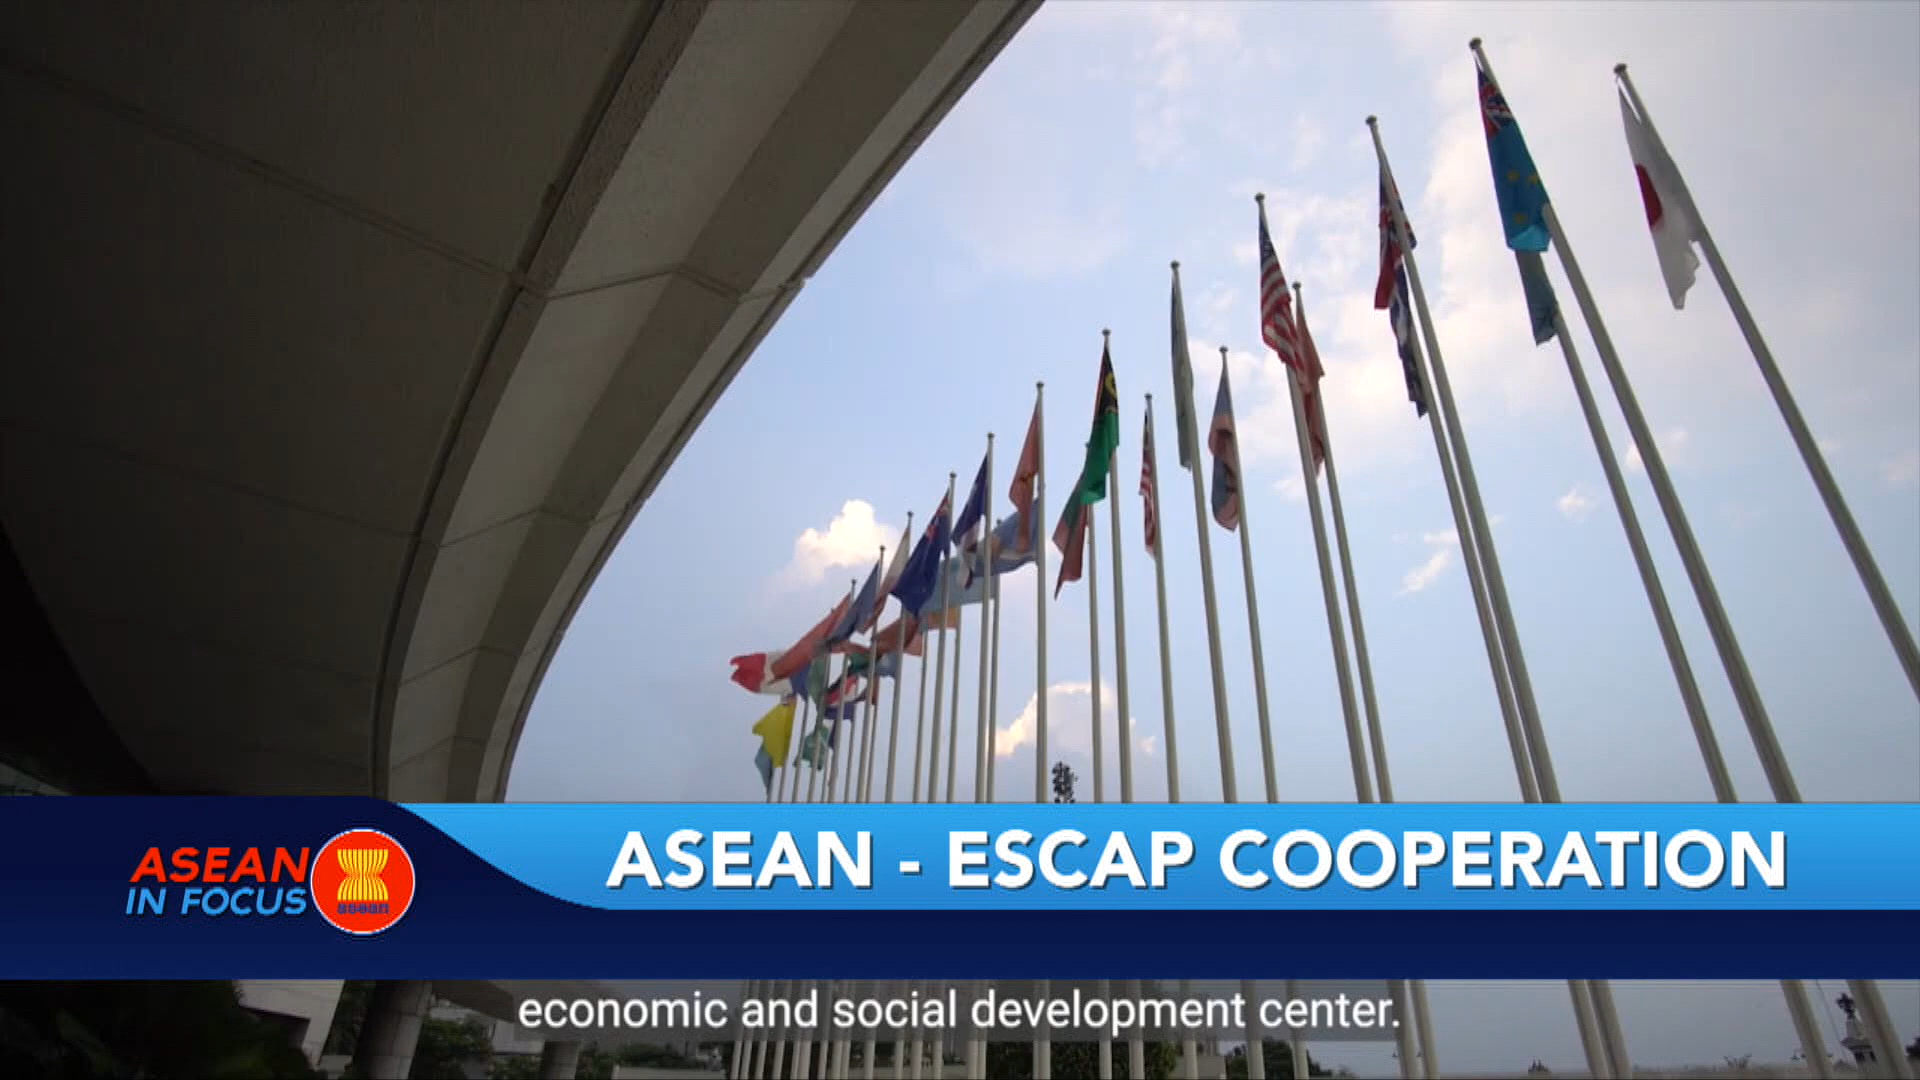 ASEAN - ESCAP COOPERATION
ASEAN
IN FOCUS
asean
economic and social development center.